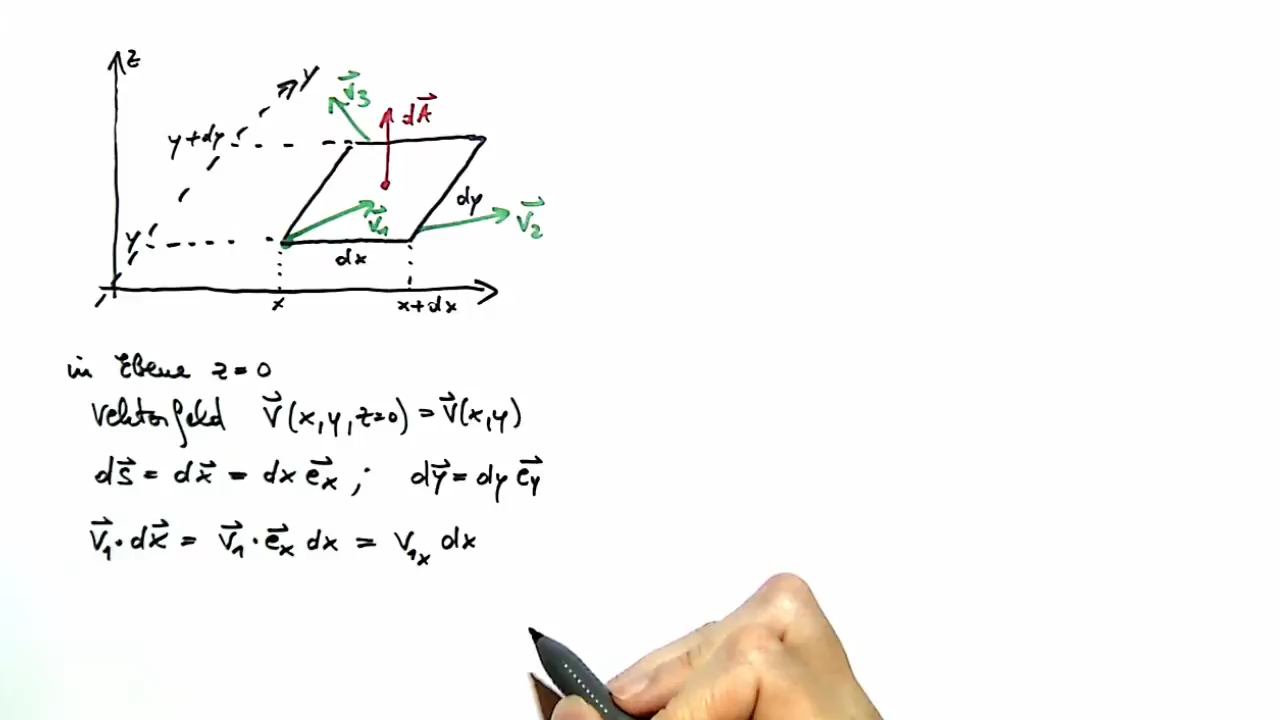 z
y
v⃗₃
dA⃗
y+dy
dy
v⃗₂
y
v⃗₁
dx
x
x+dx
in Ebene z=0
Vektorfeld v⃗(x,y,z=0) = v⃗(x,y)
ds⃗ = dx⃗ = dx e⃗ₓ ; dy⃗ = dy e⃗y
v⃗₁·dx⃗ = v⃗₁·e⃗ₓ dx = v₁ₓ dx